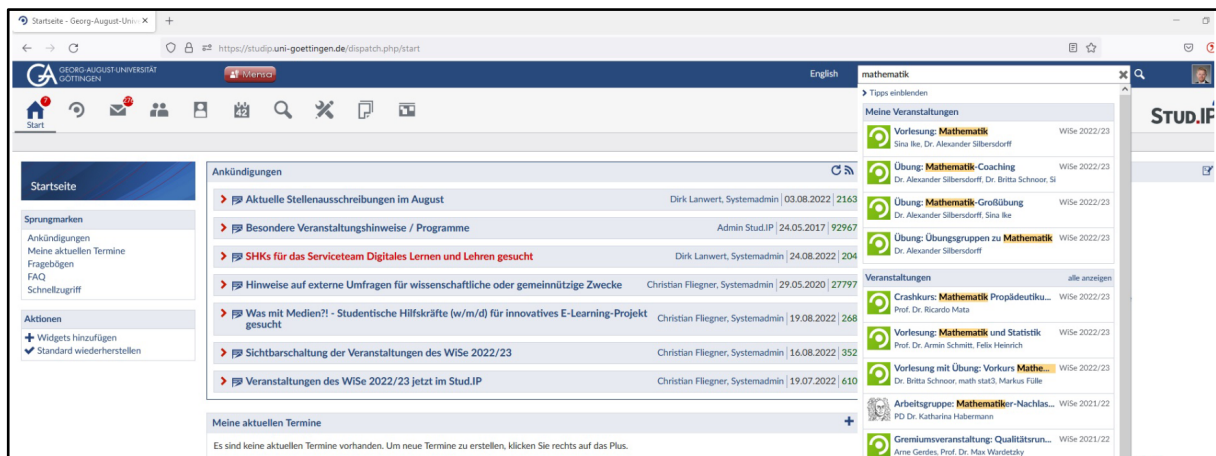 Startseite - Georg-August-Unive
https://studip.uni-goettingen.de/dispatch.php/start
GEORG-AUGUST-UNIVERSITÄT
GÖTTINGEN
Mensa
English
mathematik
7
42
Start
STUD.IP
Tipps einblenden
Startseite
Sprungmarken
Ankündigungen
Meine aktuellen Termine
Fragebögen
FAQ
Schnellzugriff
Aktionen
Widgets hinzufügen
Standard wiederherstellen
Ankündigungen
Aktuelle Stellenausschreibungen im August Dirk Lanwert, Systemadmin 03.08.2022 2163
Besondere Veranstaltungshinweise / Programme Admin Stud.IP 24.05.2017 92967
SHKs für das Serviceteam Digitales Lernen und Lehren gesucht Dirk Lanwert, Systemadmin 24.08.2022 204
Hinweise auf externe Umfragen für wissenschaftliche oder gemeinnützige Zwecke Christian Fliegner, Systemadmin 29.05.2020 27797
Was mit Medien?! - Studentische Hilfskräfte (w/m/d) für innovatives E-Learning-Projekt
gesucht Christian Fliegner, Systemadmin 19.08.2022 268
Sichtbarschaltung der Veranstaltungen des WiSe 2022/23 Christian Fliegner, Systemadmin 16.08.2022 352
Veranstaltungen des WiSe 2022/23 jetzt im Stud.IP Christian Fliegner, Systemadmin 19.07.2022 610
Meine aktuellen Termine
Es sind keine aktuellen Termine vorhanden. Um neue Termine zu erstellen, klicken Sie rechts auf das Plus.
Meine Veranstaltungen
Vorlesung: Mathematik WiSe 2022/23
Sina Ike, Dr. Alexander Silbersdorff
Übung: Mathematik-Coaching WiSe 2022/23
Dr. Alexander Silbersdorff, Dr. Britta Schnoor, Si
Übung: Mathematik-Großübung WiSe 2022/23
Dr. Alexander Silbersdorff, Sina Ike
Übung: Übungsgruppen zu Mathematik WiSe 2022/23
Dr. Alexander Silbersdorff
Veranstaltungen alle anzeigen
Crashkurs: Mathematik Propädeutiku... WiSe 2022/23
Prof. Dr. Ricardo Mata
Vorlesung: Mathematik und Statistik WiSe 2022/23
Prof. Dr. Armin Schmitt, Felix Heinrich
Vorlesung mit Übung: Vorkurs Mathe... WiSe 2022/23
Dr. Britta Schnoor, math stat3, Markus Fülle
Arbeitsgruppe: Mathematiker-Nachlas... WiSe 2021/22
PD Dr. Katharina Habermann
Gremiumsveranstaltung: Qualitätsrun... WiSe 2021/22
Arne Gerdes, Prof. Dr. Max Wardetzky